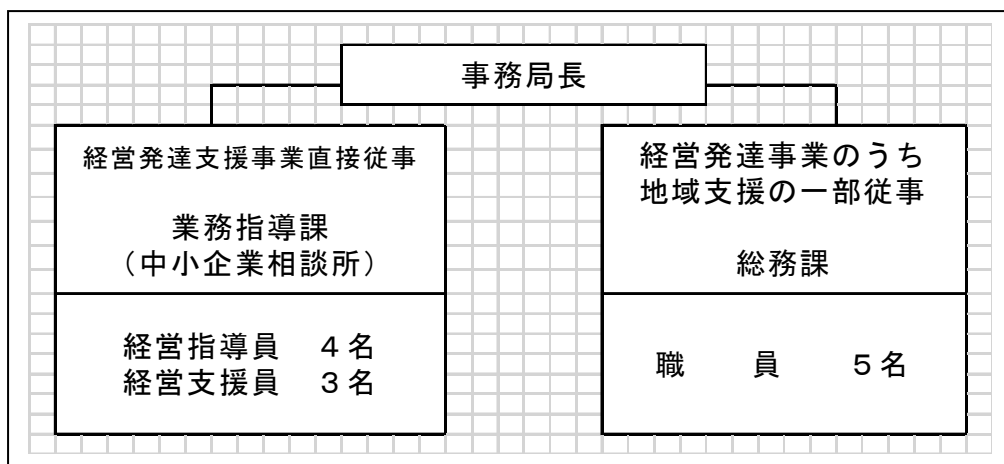 事務局長
経営発達支援事業直接従事
業務指導課
（中小企業相談所）
経営指導員　４名
経営支援員　３名
経営発達事業のうち
地域支援の一部従事
総務課
職　員　５名